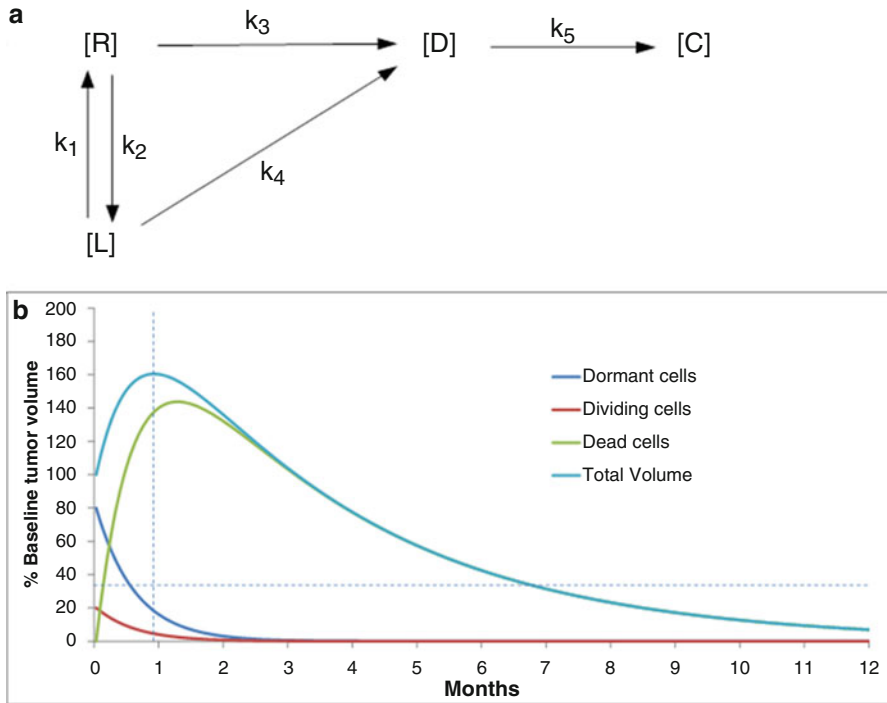 a
[R]
k3
[D]
k5
[C]
k1
k2
k4
[L]
b
200
180
160
140
120
100
80
60
40
20
0
% Baseline tumor volume
Dormant cells
Dividing cells
Dead cells
Total Volume
0 1 2 3 4 5 6 7 8 9 10 11 12
Months